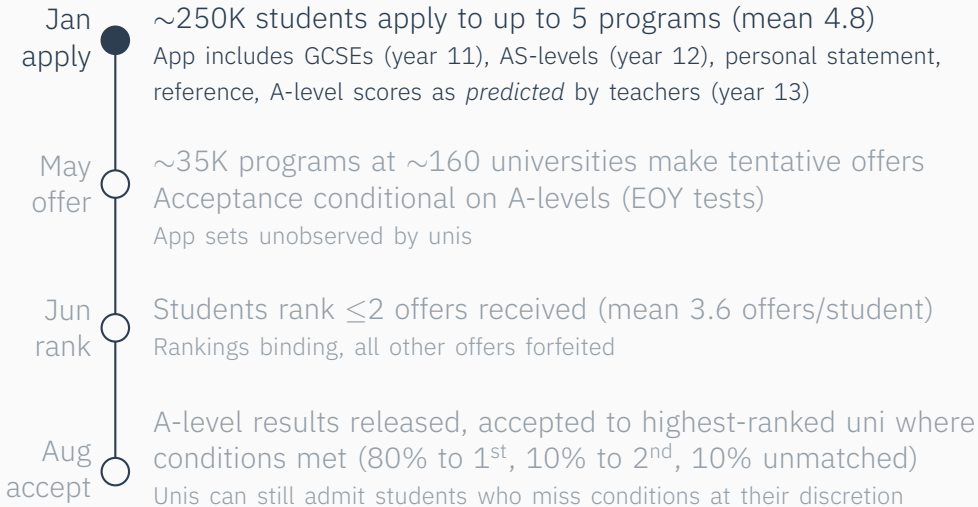 Jan
apply
~250K students apply to up to 5 programs (mean 4.8)
App includes GCSEs (year 11), AS-levels (year 12), personal statement,
reference, A-level scores as predicted by teachers (year 13)
May
offer
~35K programs at ~160 universities make tentative offers
Acceptance conditional on A-levels (EOY tests)
App sets unobserved by unis
Jun
rank
Students rank ≤2 offers received (mean 3.6 offers/student)
Rankings binding, all other offers forfeited
Aug
accept
A-level results released, accepted to highest-ranked uni where
conditions met (80% to 1st, 10% to 2nd, 10% unmatched)
Unis can still admit students who miss conditions at their discretion